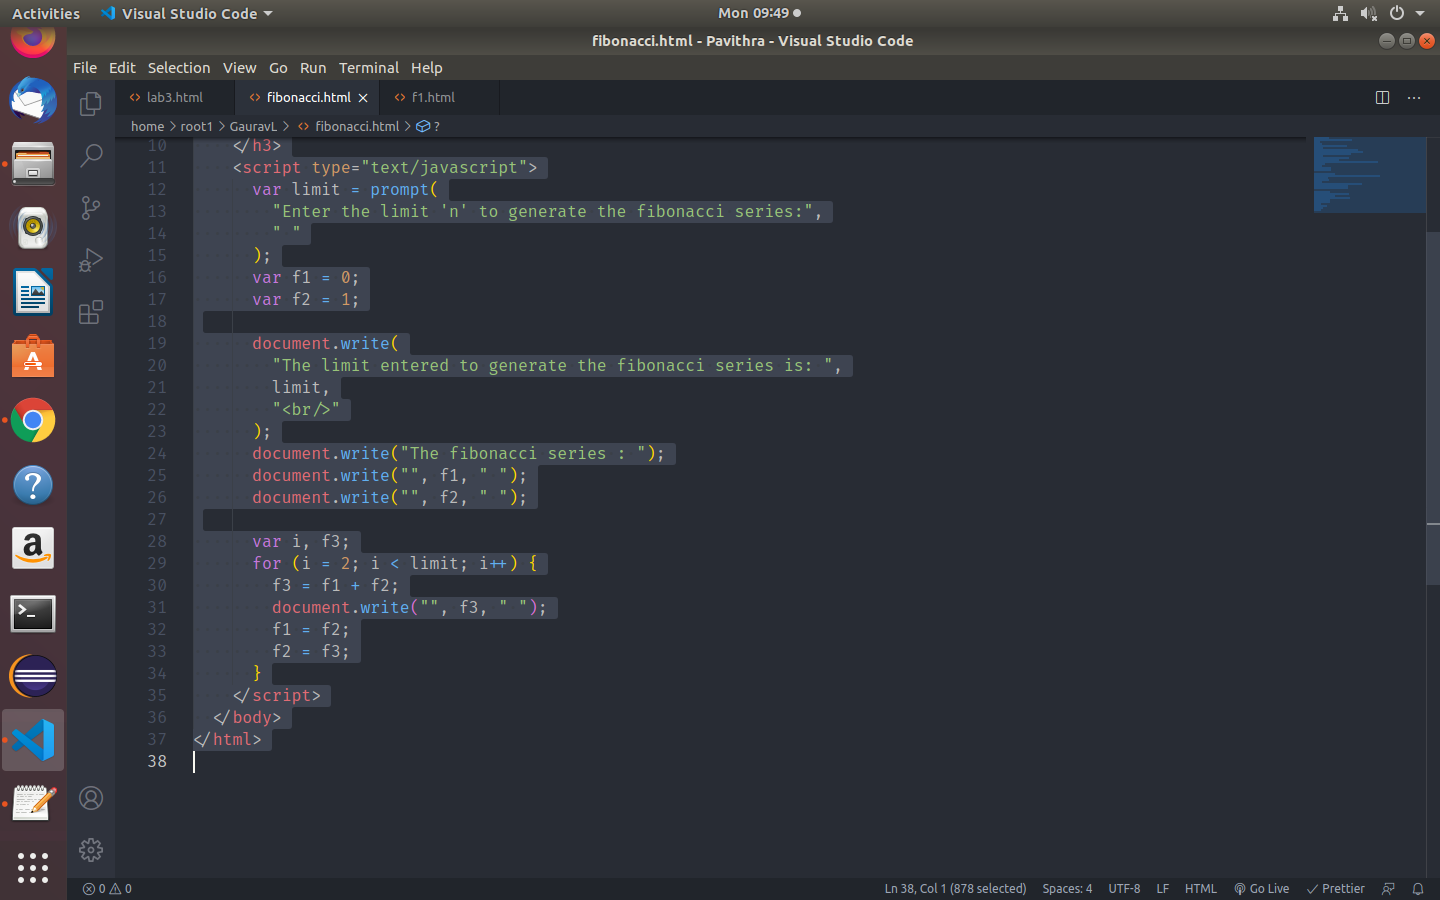 Activities Visual Studio Code Mon 09:49
fibonacci.html - Pavithra - Visual Studio Code
File Edit Selection View Go Run Terminal Help
lab3.html fibonacci.html f1.html
home > root1 > GauravL > fibonacci.html > ?
10 </h3>
11 <script type="text/javascript">
12 var limit = prompt(
13 "Enter the limit 'n' to generate the fibonacci series:",
14 " "
15 );
16 var f1 = 0;
17 var f2 = 1;
18
19 document.write(
20 "The limit entered to generate the fibonacci series is: ",
21 limit,
22 "<br/>"
23 );
24 document.write("The fibonacci series : ");
25 document.write("", f1, " ");
26 document.write("", f2, " ");
27
28 var i, f3;
29 for (i = 2; i < limit; i++) {
30 f3 = f1 + f2;
31 document.write("", f3, " ");
32 f1 = f2;
33 f2 = f3;
34 }
35 </script>
36 </body>
37 </html>
38
0 0 Ln 38, Col 1 (878 selected) Spaces: 4 UTF-8 LF HTML Go Live Prettier